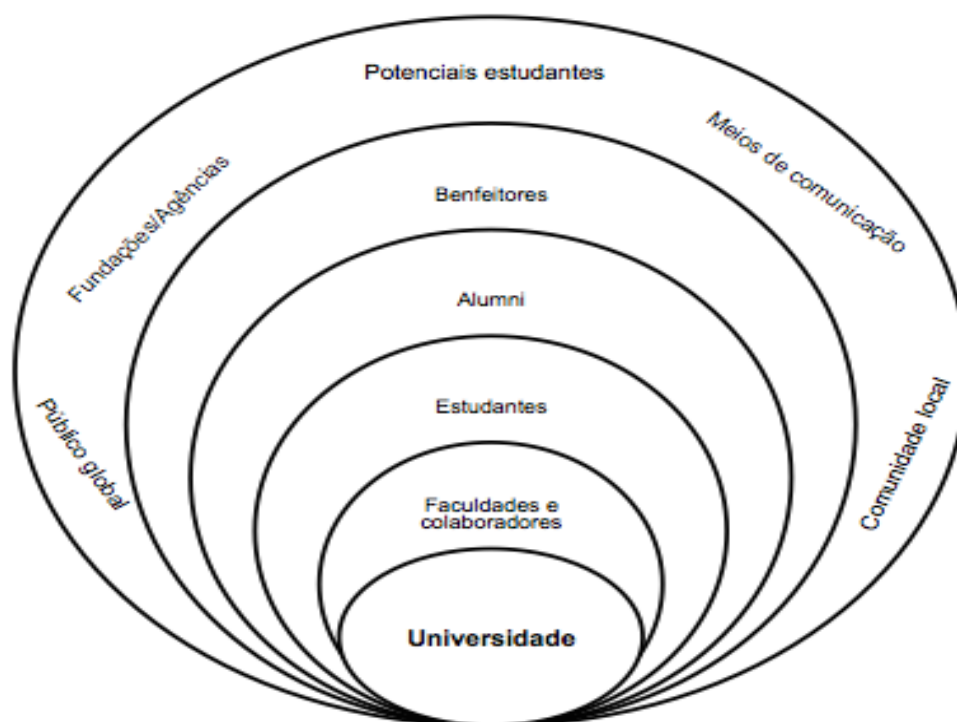 Potenciais estudantes
Meios de comunicação
Fundações/Agências
Benfeitores
Alumni
Estudantes
Público global
Comunidade local
Faculdades e
colaboradores
Universidade